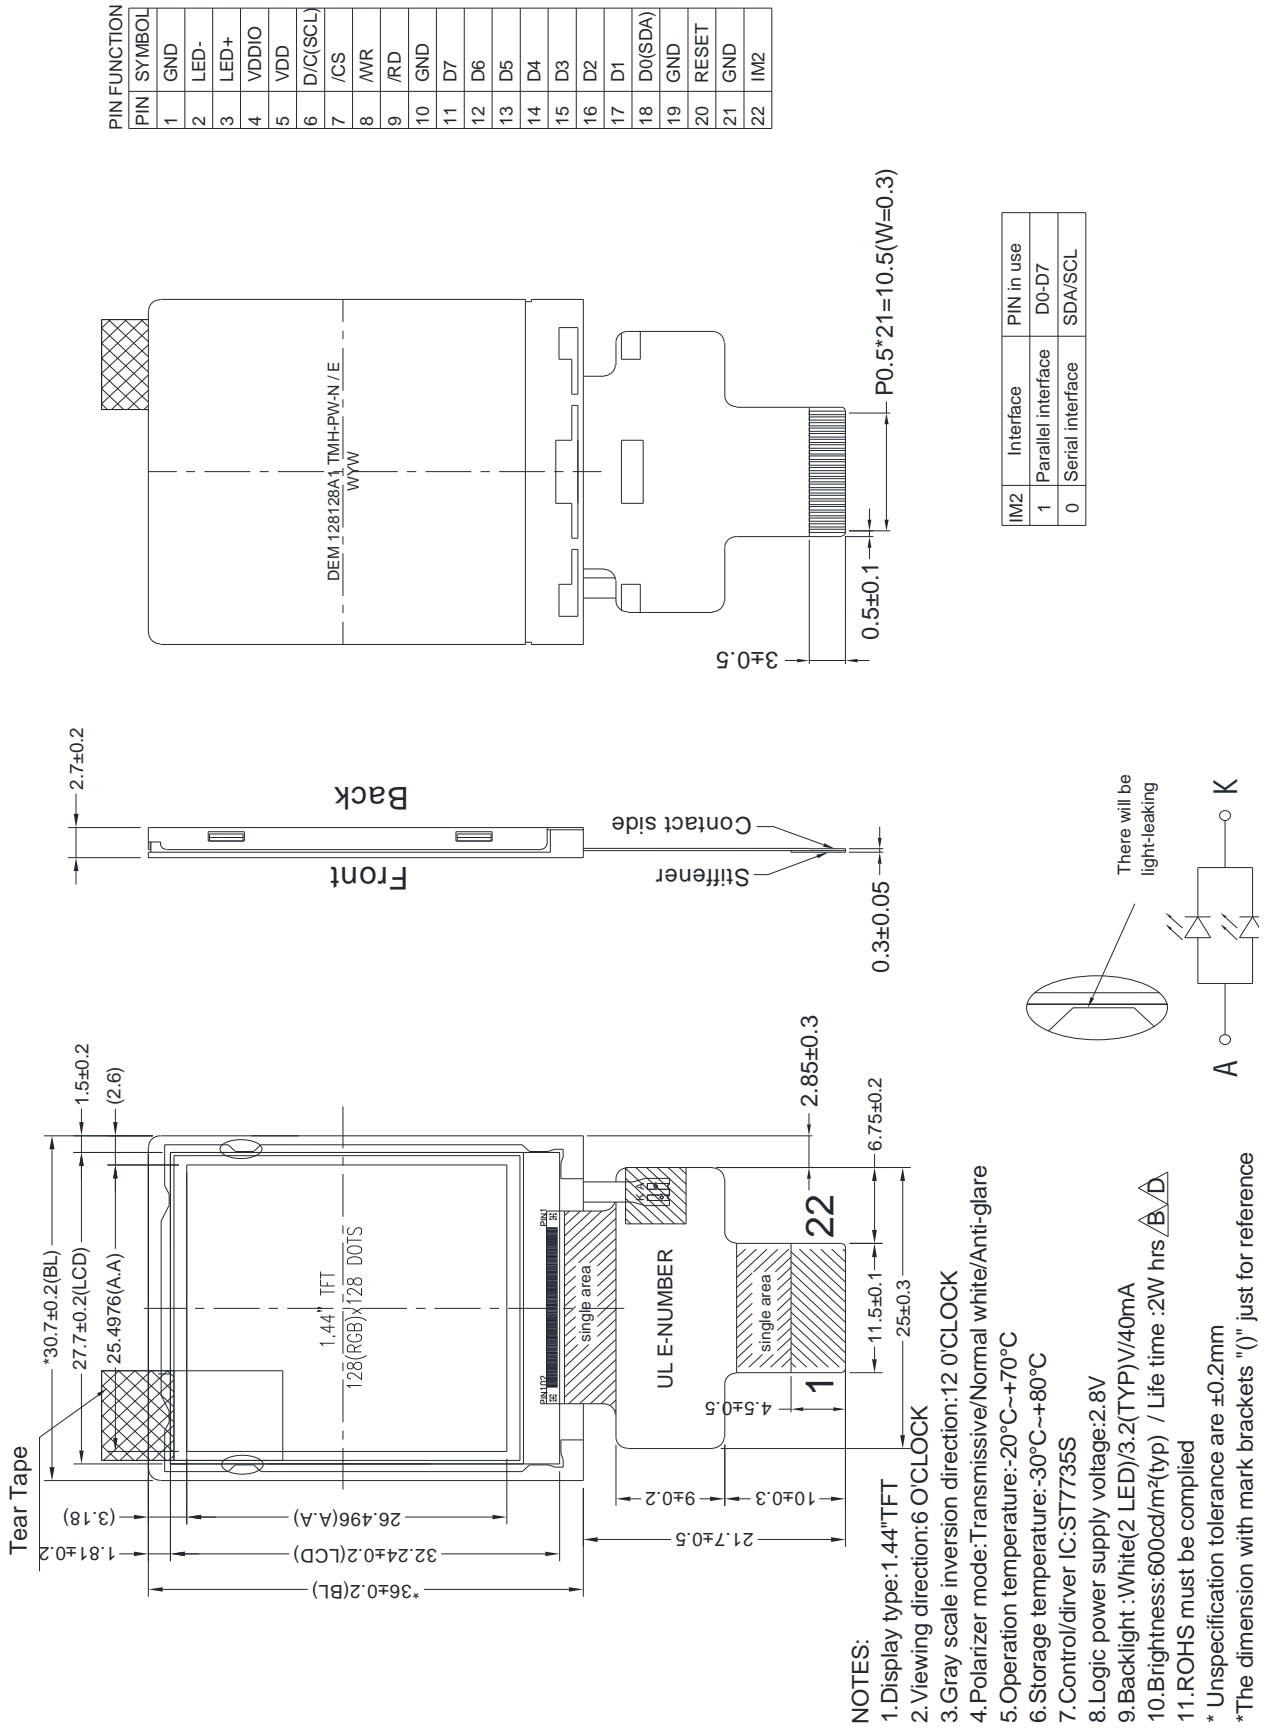 Tear Tape
*30.7±0.2(BL)
27.7±0.2(LCD)
25.4976(A.A)
1.5±0.2
(2.6)
(3.18)
1.81±0.2
26.496(A.A)
32.24±0.2(LCD)
*36±0.2(BL)
1.44" TFT
128(RGB)x128 DOTS
PIN102
PIN1
single area
UL E-NUMBER
K A
single area
1
22
4.5±0.5
9±0.2
10±0.3
21.7±0.5
2.85±0.3
6.75±0.2
11.5±0.1
25±0.3
2.7±0.2
Front
Back
Contact side
Stiffener
0.3±0.05
DEM 128128A1 TMH-PW-N / E
WYW
3±0.5
0.5±0.1
P0.5*21=10.5(W=0.3)
PIN FUNCTION
PIN SYMBOL
1 GND
2 LED-
3 LED+
4 VDDIO
5 VDD
6 D/C(SCL)
7 /CS
8 /WR
9 /RD
10 GND
11 D7
12 D6
13 D5
14 D4
15 D3
16 D2
17 D1
18 D0(SDA)
19 GND
20 RESET
21 GND
22 IM2
IM2 Interface PIN in use
1 Parallel interface D0-D7
0 Serial interface SDA/SCL
There will be
light-leaking
A
K
NOTES:
1.Display type:1.44"TFT
2.Viewing direction:6 O'CLOCK
3.Gray scale inversion direction:12 0'CLOCK
4.Polarizer mode:Transmissive/Normal white/Anti-glare
5.Operation temperature:-20°C~+70°C
6.Storage temperature:-30°C~+80°C
7.Control/dirver IC:ST7735S
8.Logic power supply voltage:2.8V
9.Backlight :White(2 LED)/3.2(TYP)V/40mA
10.Brightness:600cd/m²(typ) / Life time :2W hrs B D
11.ROHS must be complied
* Unspecification tolerance are ±0.2mm
*The dimension with mark brackets "()" just for reference